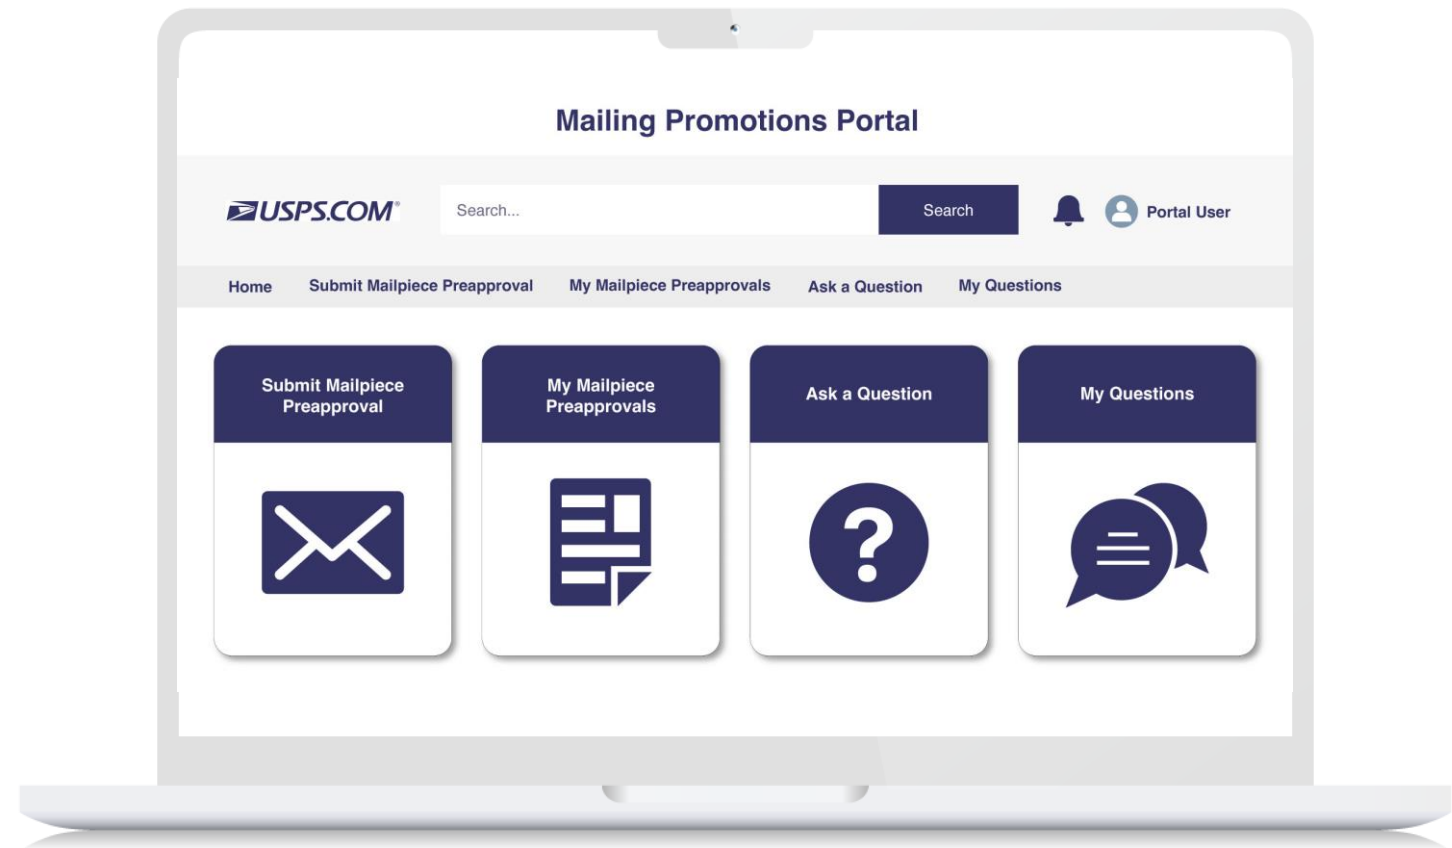 Mailing Promotions Portal
USPS.COM®
Search...
Search
Portal User
Home
Submit Mailpiece Preapproval
My Mailpiece Preapprovals
Ask a Question
My Questions
Submit Mailpiece
Preapproval
My Mailpiece
Preapprovals
Ask a Question
My Questions
?